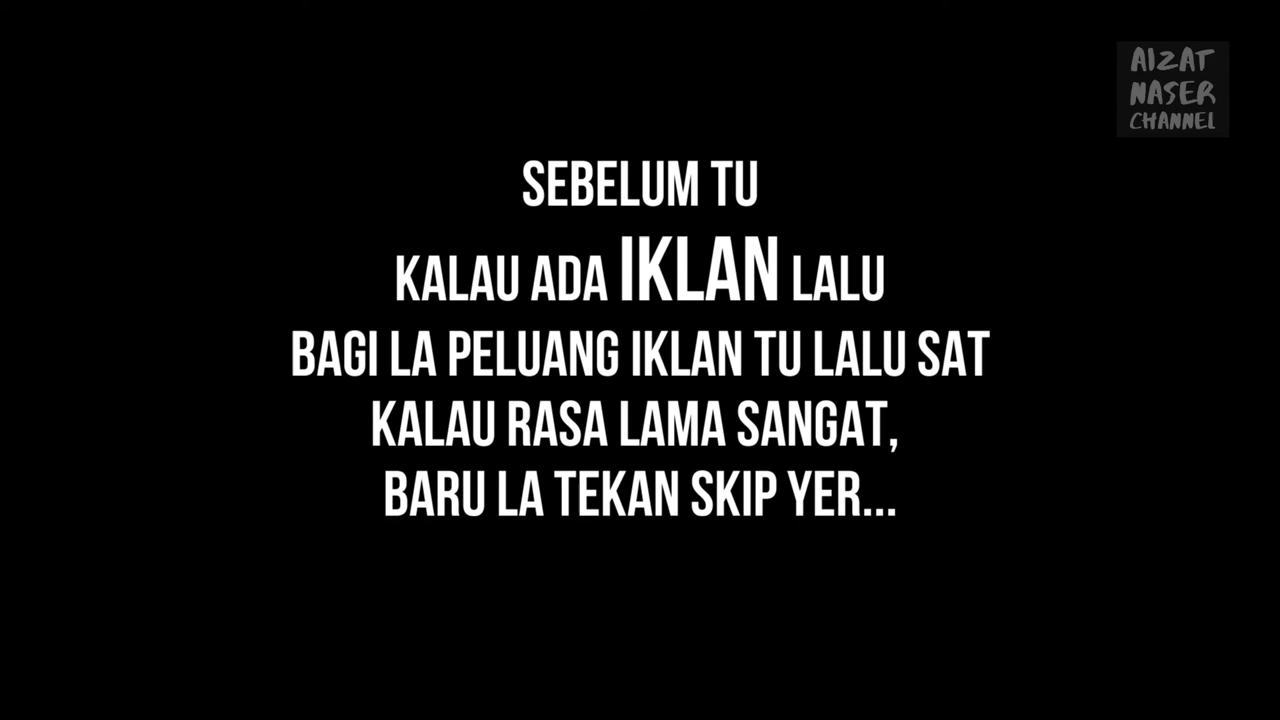 AIZAT
NASER
CHANNEL
SEBELUM TU
KALAU ADA IKLAN LALU
BAGI LA PELUANG IKLAN TU LALU SAT
KALAU RASA LAMA SANGAT,
BARU LA TEKAN SKIP YER...